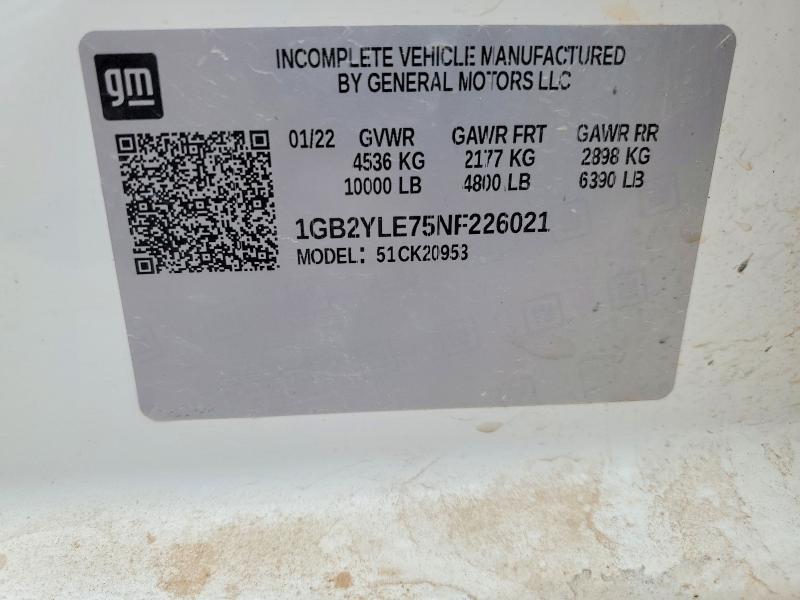 gm
INCOMPLETE VEHICLE MANUFACTURED
BY GENERAL MOTORS LLC
01/22 GVWR GAWR FRT GAWR RR
4536 KG 2177 KG 2898 KG
10000 LB 4800 LB 6390 LB
1GB2YLE75NF226021
MODEL: 51CK20953